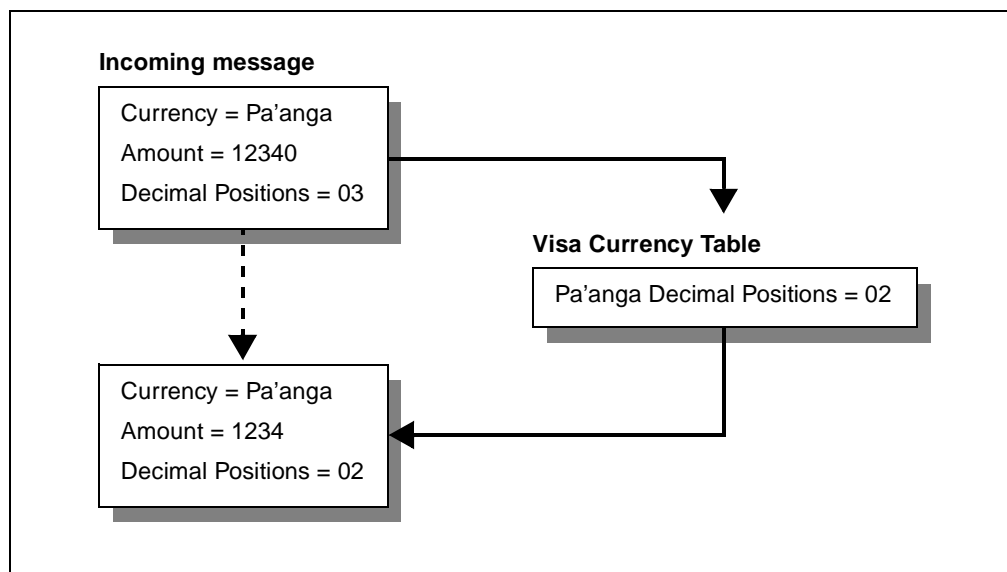 Incoming message
Currency = Pa’anga
Amount = 12340
Decimal Positions = 03
Visa Currency Table
Pa’anga Decimal Positions = 02
Currency = Pa’anga
Amount = 1234
Decimal Positions = 02